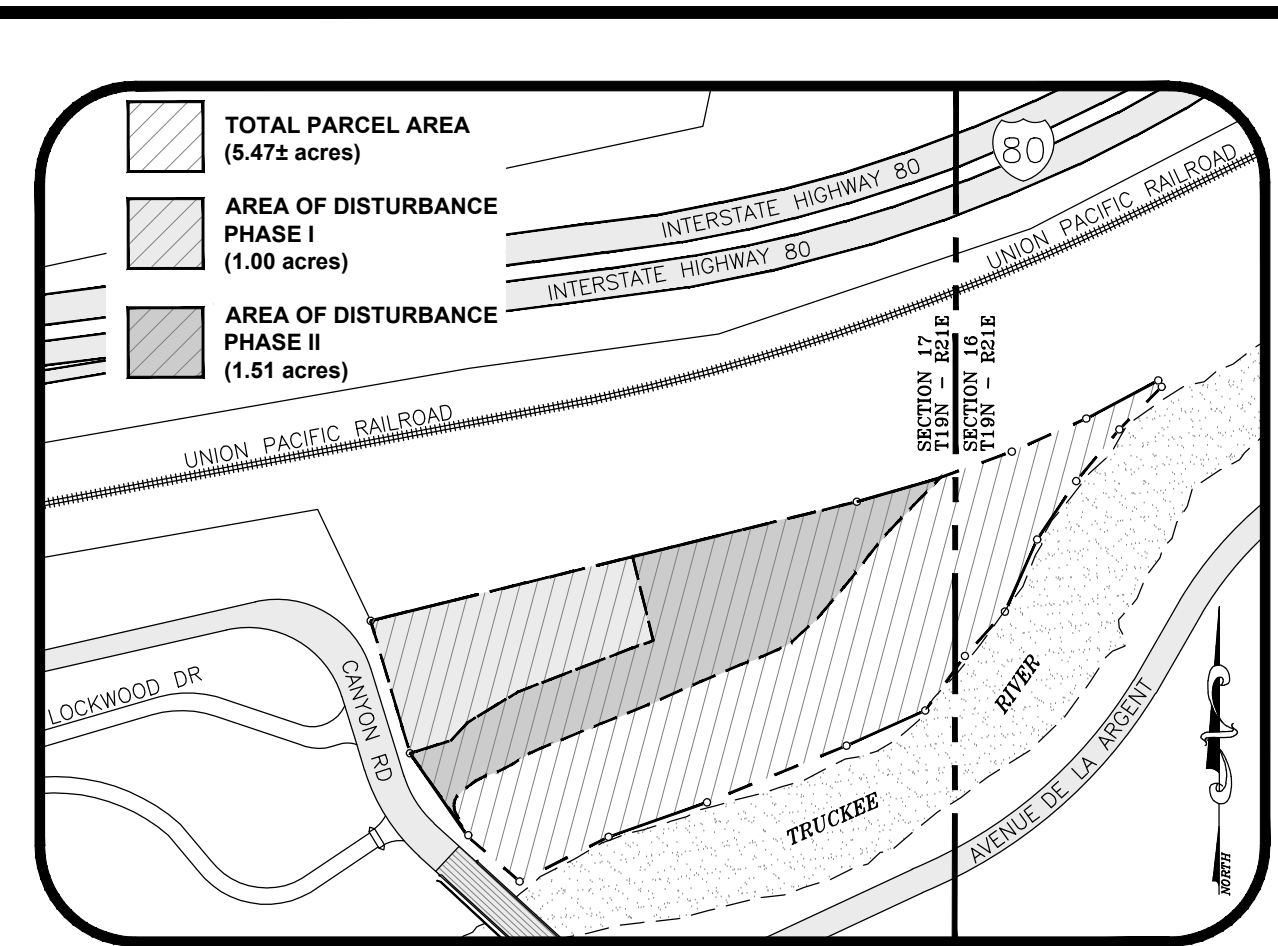 TOTAL PARCEL AREA
(5.47± acres)
AREA OF DISTURBANCE
PHASE I
(1.00 acres)
AREA OF DISTURBANCE
PHASE II
(1.51 acres)
80
INTERSTATE HIGHWAY 80
INTERSTATE HIGHWAY 80
UNION PACIFIC RAILROAD
UNION PACIFIC RAILROAD
SECTION 17
T19N - R21E
SECTION 16
T19N - R21E
LOCKWOOD DR
CANYON RD
TRUCKEE
RIVER
AVENUE DE LA ARGENT
NORTH